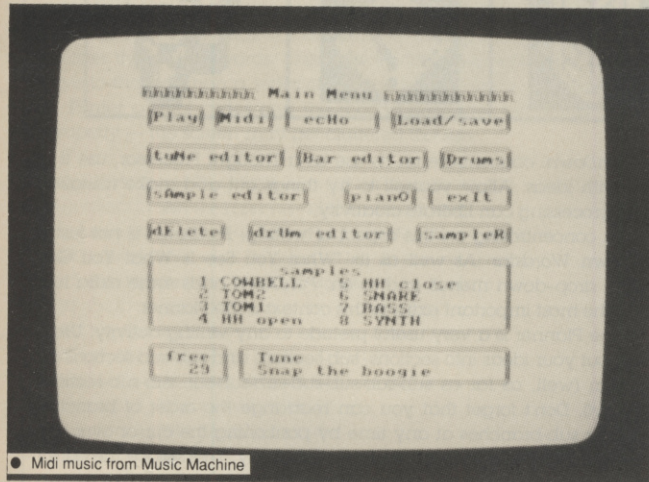 Main Menu
Play Midi ecHo Load/save
tuNe editor Bar editor Drums
sAmple editor pianO exIt
dElete drUm editor sampleR
samples
1 COWBELL 5 HH close
2 TOM2 6 SNARE
3 TOM1 7 BASS
4 HH open 8 SYNTH
free Tune
29 Snap the boogie
● Midi music from Music Machine